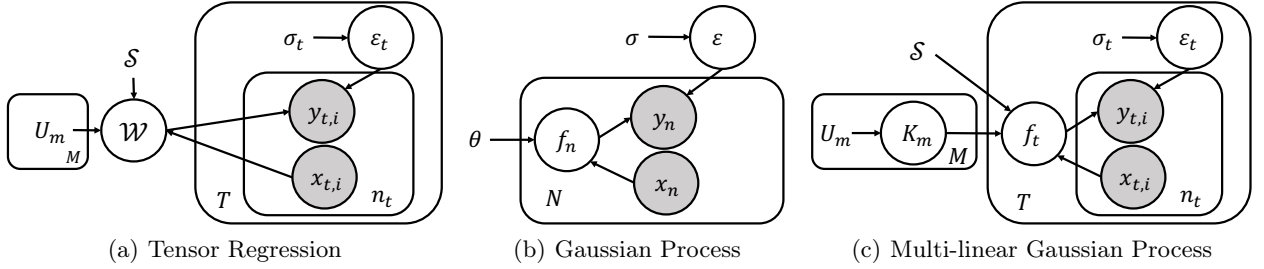 𝒮
U_m
M
𝒲
σ_t
ε_t
y_{t,i}
x_{t,i}
T
n_t
(a) Tensor Regression
σ
ε
θ
f_n
y_n
x_n
N
(b) Gaussian Process
𝒮
U_m
K_m
M
σ_t
ε_t
f_t
y_{t,i}
x_{t,i}
T
n_t
(c) Multi-linear Gaussian Process